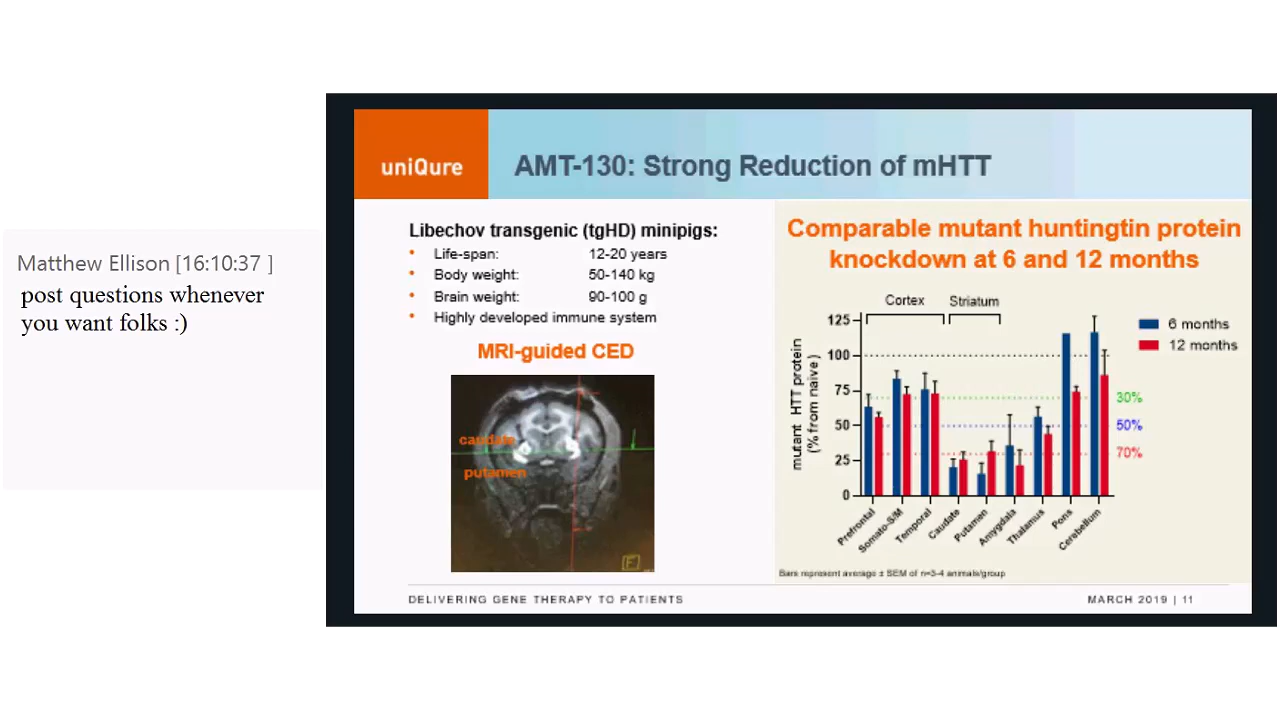 Matthew Ellison [16:10:37 ]
post questions whenever
you want folks :)
uniQure
AMT-130: Strong Reduction of mHTT
Libechov transgenic (tgHD) minipigs:
• Life-span: 12-20 years
• Body weight: 50-140 kg
• Brain weight: 90-100 g
• Highly developed immune system
MRI-guided CED
caudate
putamen
F
Comparable mutant huntingtin protein
knockdown at 6 and 12 months
Cortex Striatum
6 months
12 months
mutant HTT protein
(% from naive)
125
100
75
50
25
0
30%
50%
70%
Prefrontal
Somato-S/M
Temporal
Caudate
Putamen
Amygdala
Thalamus
Pons
Cerebellum
Bars represent average ± SEM of n=3-4 animals/group
DELIVERING GENE THERAPY TO PATIENTS
MARCH 2019 | 11